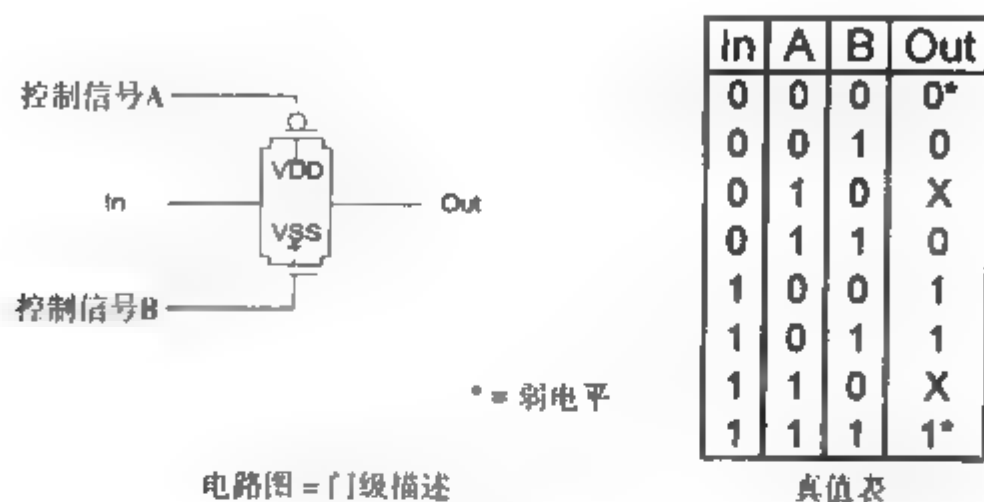 控制信号A
VDD
In
Out
VSS
控制信号B
* = 弱电平
电路图 = 门级描述
In A B Out
0 0 0 0*
0 0 1 0
0 1 0 X
0 1 1 0
1 0 0 1
1 0 1 1
1 1 0 X
1 1 1 1*
真值表